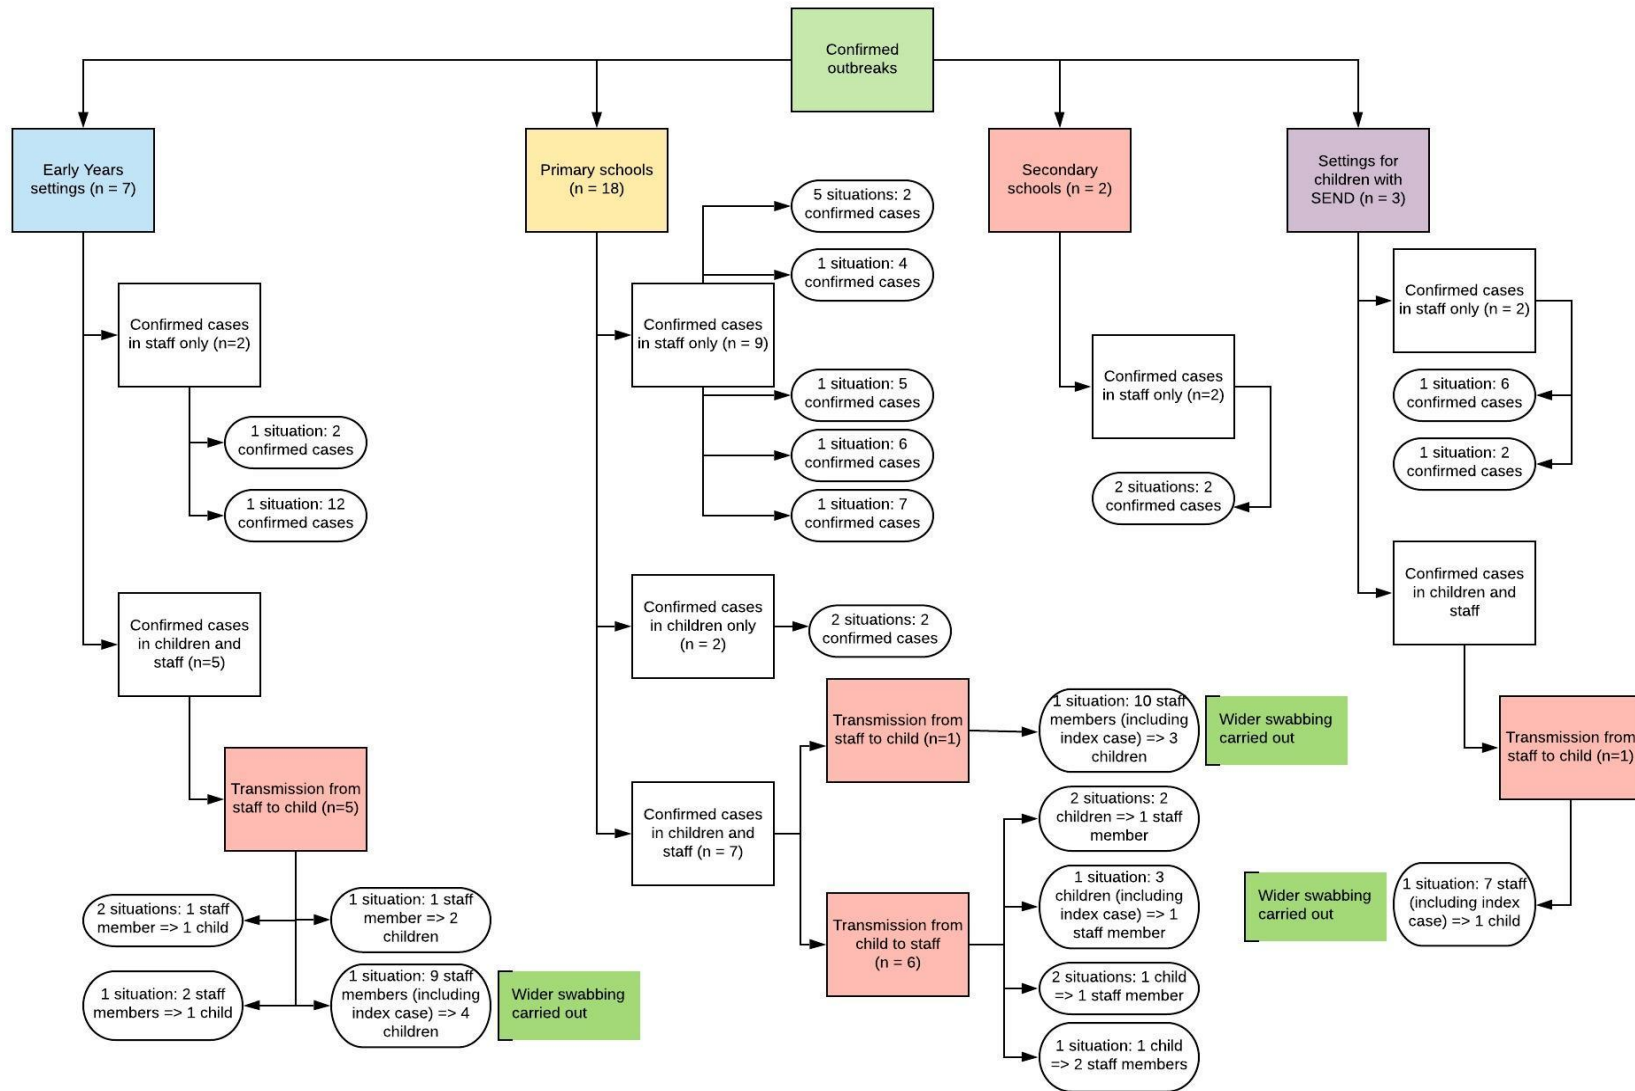 Confirmed
outbreaks
Early Years
settings (n = 7)
Primary schools
(n = 18)
Secondary
schools (n = 2)
Settings for
children with
SEND (n = 3)
Confirmed cases
in staff only (n=2)
1 situation: 2
confirmed cases
1 situation: 12
confirmed cases
Confirmed cases
in children and
staff (n=5)
Transmission from
staff to child (n=5)
2 situations: 1 staff
member => 1 child
1 situation: 1 staff
member => 2
children
1 situation: 2 staff
members => 1 child
1 situation: 9 staff
members (including
index case) => 4
children
Wider swabbing
carried out
5 situations: 2
confirmed cases
1 situation: 4
confirmed cases
Confirmed cases
in staff only (n = 9)
1 situation: 5
confirmed cases
1 situation: 6
confirmed cases
1 situation: 7
confirmed cases
Confirmed cases
in children only
(n = 2)
2 situations: 2
confirmed cases
Confirmed cases
in children and
staff (n = 7)
Transmission from
staff to child (n=1)
1 situation: 10 staff
members (including
index case) => 3
children
Wider swabbing
carried out
Transmission from
child to staff
(n = 6)
2 situations: 2
children => 1 staff
member
1 situation: 3
children (including
index case) => 1
staff member
2 situations: 1 child
=> 1 staff member
1 situation: 1 child
=> 2 staff members
Confirmed cases
in staff only (n=2)
2 situations: 2
confirmed cases
Confirmed cases
in staff only (n = 2)
1 situation: 6
confirmed cases
1 situation: 2
confirmed cases
Confirmed cases
in children and
staff
Transmission from
staff to child (n=1)
Wider swabbing
carried out
1 situation: 7 staff
(including index
case) => 1 child